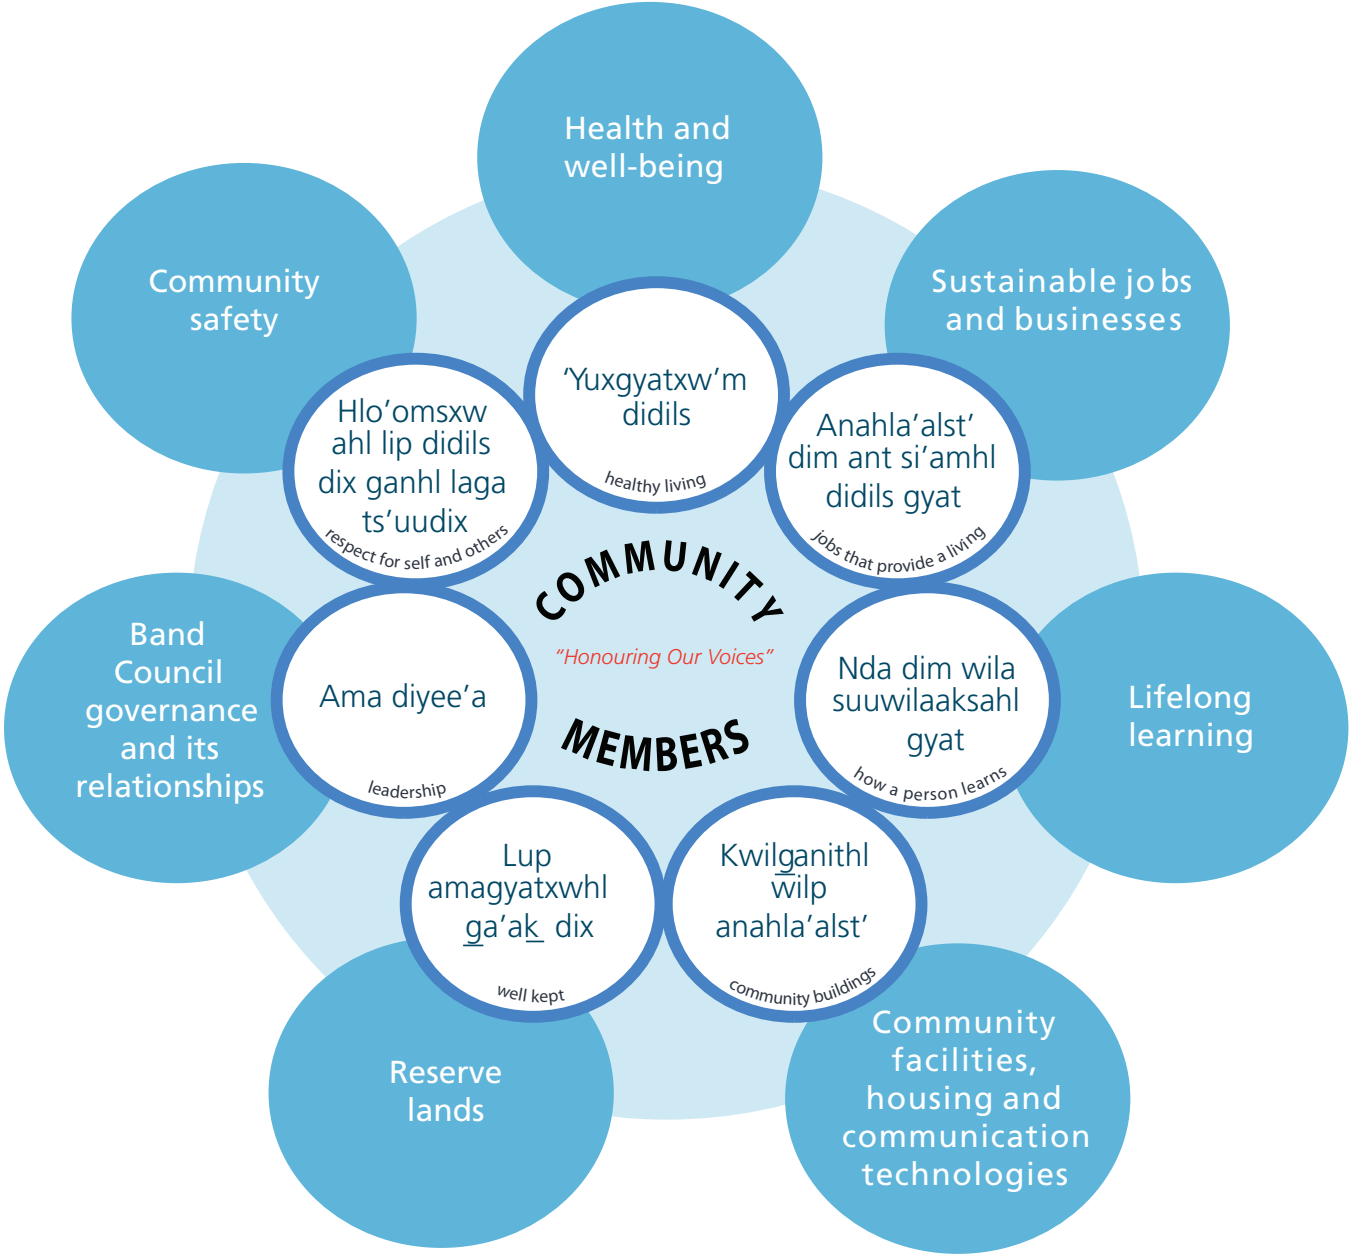 Health and
well-being
Community
safety
Sustainable jobs
and businesses
‘Yuxgyatxw’m
didils
healthy living
Hlo’omsxw
ahl lip didils
dix ganhl laga
ts’uudix
respect for self and others
Anahla’alst’
dim ant si’amhl
didils gyat
jobs that provide a living
COMMUNITY
“Honouring Our Voices”
MEMBERS
Band
Council
governance
and its
relationships
Ama diyee’a
leadership
Nda dim wila
suuwilaaksahl
gyat
how a person learns
Lifelong
learning
Lup
amagyatxwhl
g̲a’ak̲ dix
well kept
Kwilg̲anithl
wilp
anahla’alst’
community buildings
Reserve
lands
Community
facilities,
housing and
communication
technologies